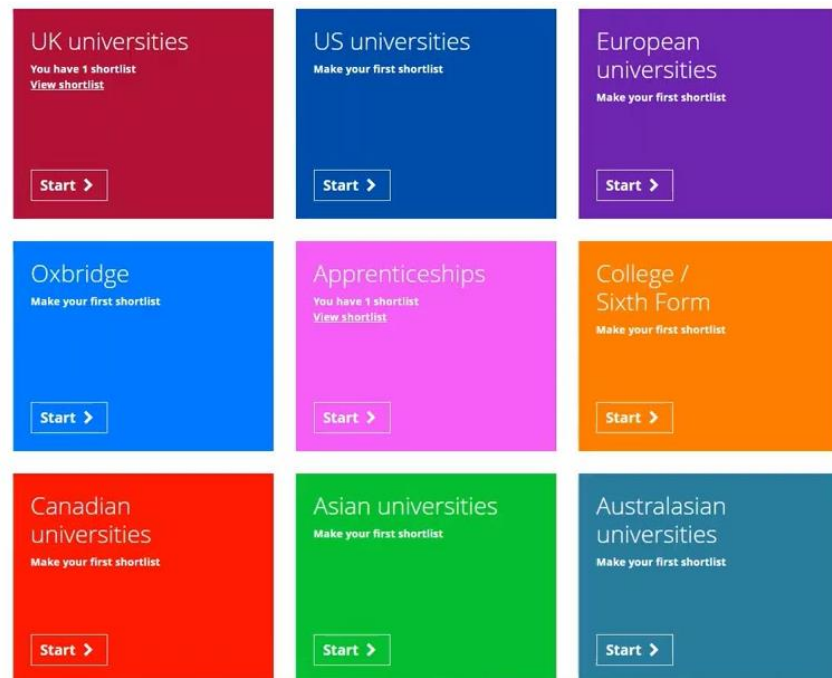 UK universities
You have 1 shortlist
View shortlist
Start
US universities
Make your first shortlist
Start
European
universities
Make your first shortlist
Start
Oxbridge
Make your first shortlist
Start
Apprenticeships
You have 1 shortlist
View shortlist
Start
College /
Sixth Form
Make your first shortlist
Start
Canadian
universities
Make your first shortlist
Start
Asian universities
Make your first shortlist
Start
Australasian
universities
Make your first shortlist
Start